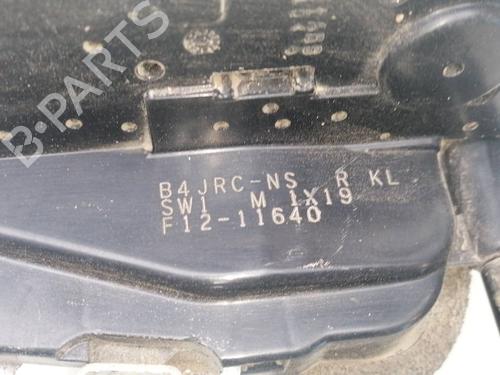 B-PARTS
B4JRC-NS R KL
SW1 M 1X19
F12-11640